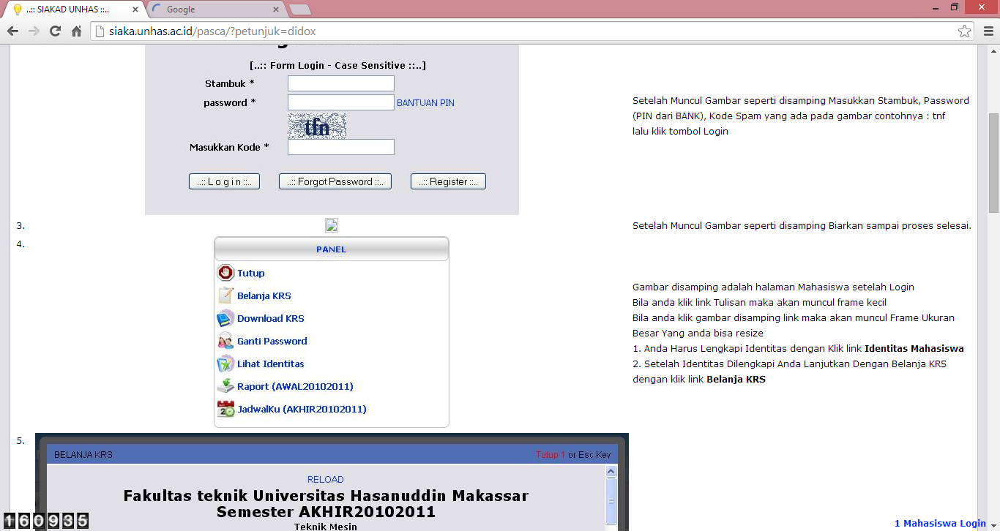 ..:: SIAKAD UNHAS ::..
Google
siaka.unhas.ac.id/pasca/?petunjuk=didox
[..:: Form Login - Case Sensitive ::..]
Stambuk *
password *
BANTUAN PIN
tfn
Masukkan Kode *
..:: L o g i n ::..
..:: Forgot Password ::..
..:: Register ::..
Setelah Muncul Gambar seperti disamping Masukkan Stambuk, Password
(PIN dari BANK), Kode Spam yang ada pada gambar contohnya : tnf
lalu klik tombol Login
3.
Setelah Muncul Gambar seperti disamping Biarkan sampai proses selesai.
4.
PANEL
Tutup
Belanja KRS
Download KRS
Ganti Password
Lihat Identitas
Raport (AWAL20102011)
JadwalKu (AKHIR20102011)
Gambar disamping adalah halaman Mahasiswa setelah Login
Bila anda klik link Tulisan maka akan muncul frame kecil
Bila anda klik gambar disamping link maka akan muncul Frame Ukuran
Besar Yang anda bisa resize
1. Anda Harus Lengkapi Identitas dengan Klik link Identitas Mahasiswa
2. Setelah Identitas Dilengkapi Anda Lanjutkan Dengan Belanja KRS
dengan klik link Belanja KRS
5.
BELANJA KRS
Tutup 1 or Esc Key
RELOAD
Fakultas teknik Universitas Hasanuddin Makassar
Semester AKHIR20102011
Teknik Mesin
160935
1 Mahasiswa Login